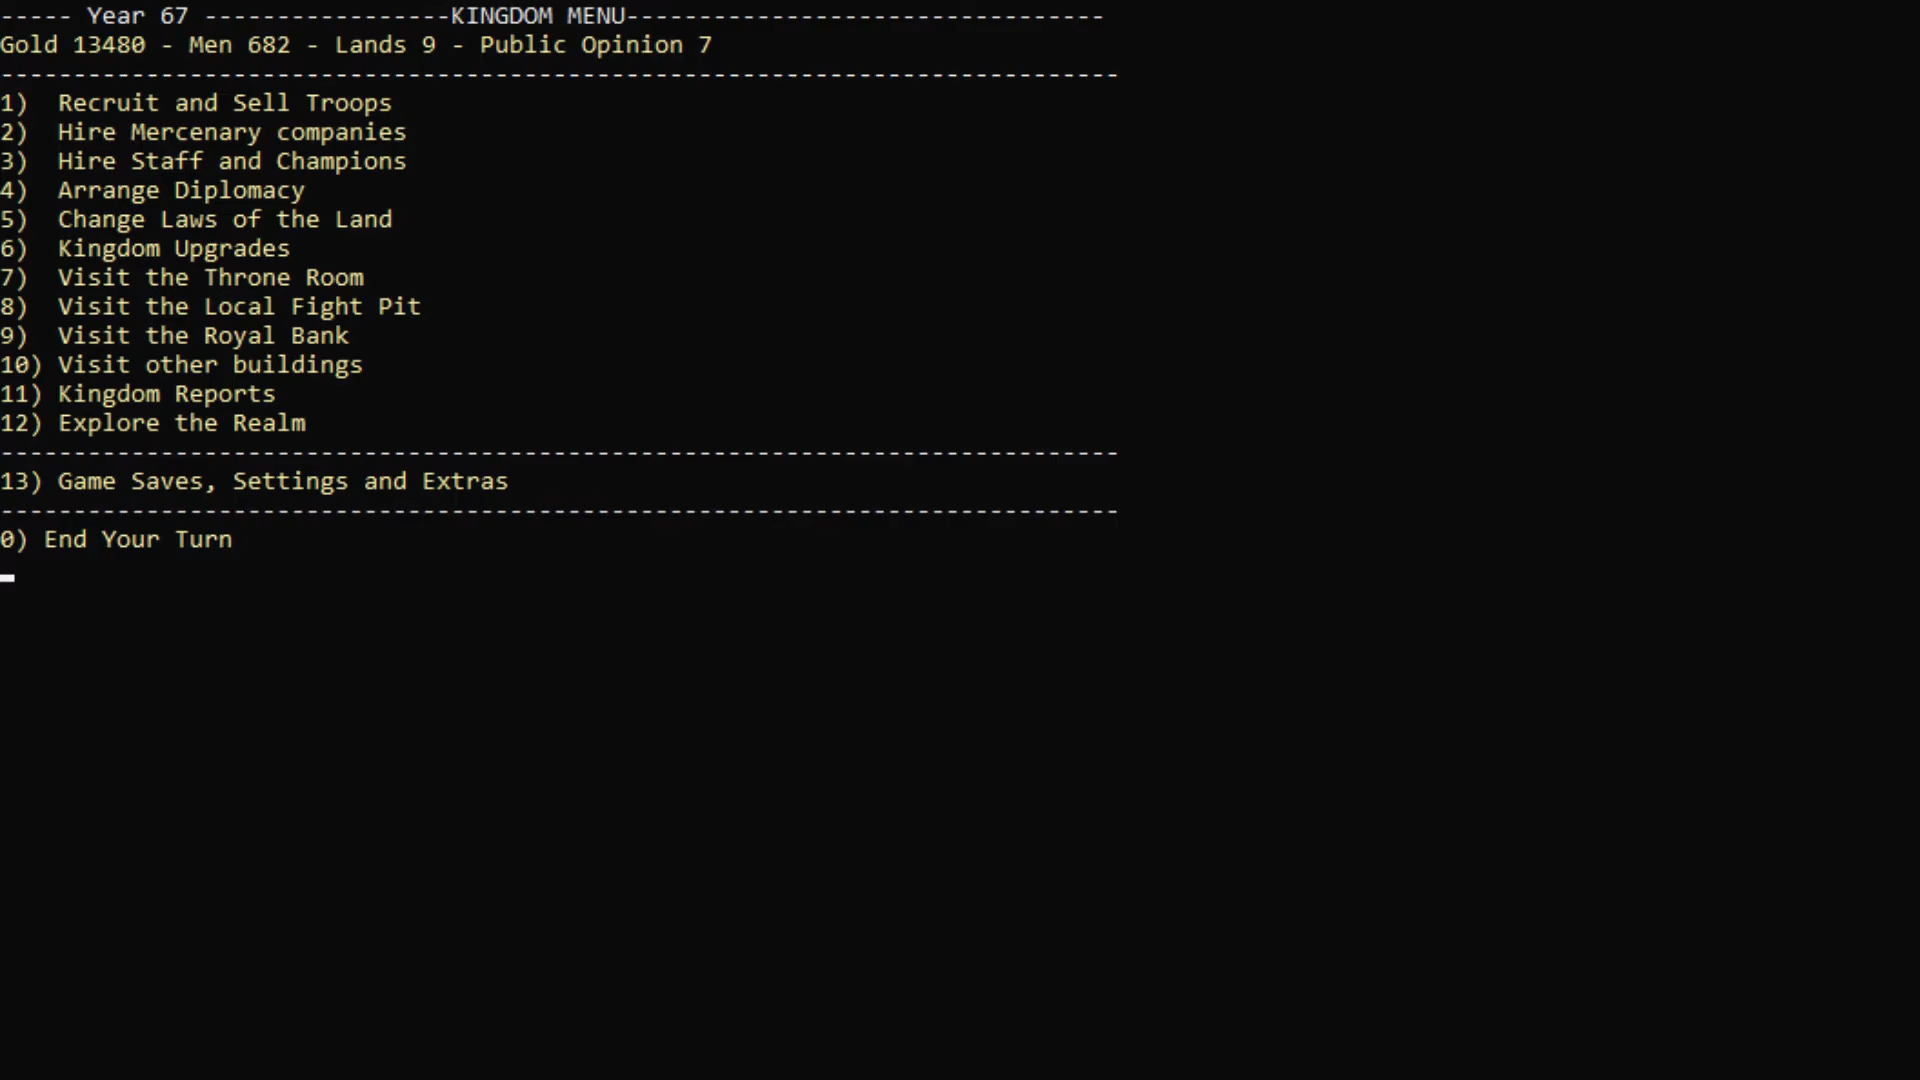 ----- Year 67 -----------------KINGDOM MENU---------------------------------
Gold 13480 - Men 682 - Lands 9 - Public Opinion 7
-----------------------------------------------------------------------------
1)  Recruit and Sell Troops
2)  Hire Mercenary companies
3)  Hire Staff and Champions
4)  Arrange Diplomacy
5)  Change Laws of the Land
6)  Kingdom Upgrades
7)  Visit the Throne Room
8)  Visit the Local Fight Pit
9)  Visit the Royal Bank
10) Visit other buildings
11) Kingdom Reports
12) Explore the Realm
-----------------------------------------------------------------------------
13) Game Saves, Settings and Extras
-----------------------------------------------------------------------------
0) End Your Turn